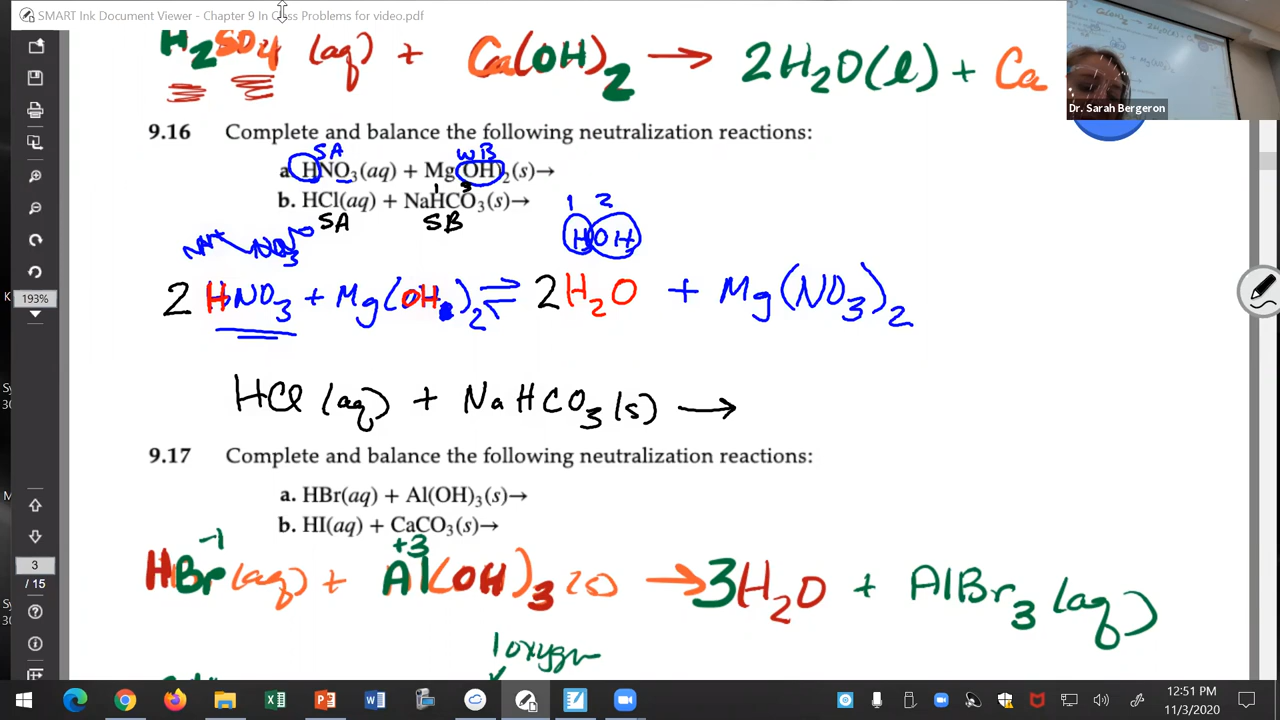 SMART Ink Document Viewer - Chapter 9 In Class Problems for video.pdf
H2SO4 (aq) + Ca(OH)2 → 2H2O(l) + Ca
Dr. Sarah Bergeron
9.16 Complete and balance the following neutralization reactions:
SA WB
a. HNO3(aq) + Mg(OH)2(s)→
b. HCl(aq) + NaHCO3(s)→
SA SB
1 2
HOH
NO3
2 HNO3 + Mg(OH)2 ⇌ 2 H2O + Mg(NO3)2
193%
HCl (aq) + NaHCO3 (s) →
9.17 Complete and balance the following neutralization reactions:
a. HBr(aq) + Al(OH)3(s)→
b. HI(aq) + CaCO3(s)→
-1 +3
HBr (aq) + Al(OH)3 (s) → 3H2O + AlBr3 (aq)
3
/ 15
1 oxygen
12:51 PM
11/3/2020